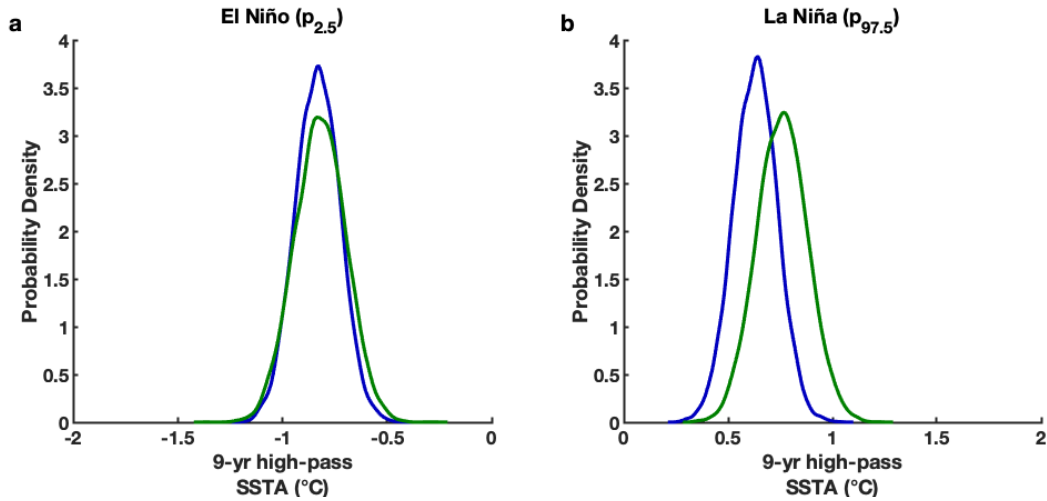 a
El Niño (p2.5)
4
3.5
3
2.5
2
1.5
1
0.5
0
Probability Density
-2
-1.5
-1
-0.5
0
9-yr high-pass
SSTA (°C)
b
La Niña (p97.5)
4
3.5
3
2.5
2
1.5
1
0.5
0
Probability Density
0
0.5
1
1.5
2
9-yr high-pass
SSTA (°C)